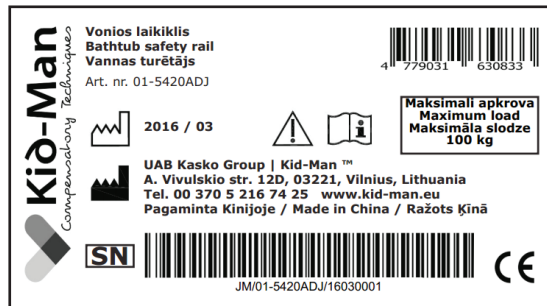 Kid-Man
Compensatory Techniques
Vonios laikiklis
Bathtub safety rail
Vannas turētājs
Art. nr. 01-5420ADJ
4 779031 630833
2016 / 03
Maksimali apkrova
Maximum load
Maksimāla slodze
100 kg
UAB Kasko Group | Kid-Man ™
A. Vivulskio str. 12D, 03221, Vilnius, Lithuania
Tel. 00 370 5 216 74 25 www.kid-man.eu
Pagaminta Kinijoje / Made in China / Ražots Ķīnā
SN
JM/01-5420ADJ/16030001
CE